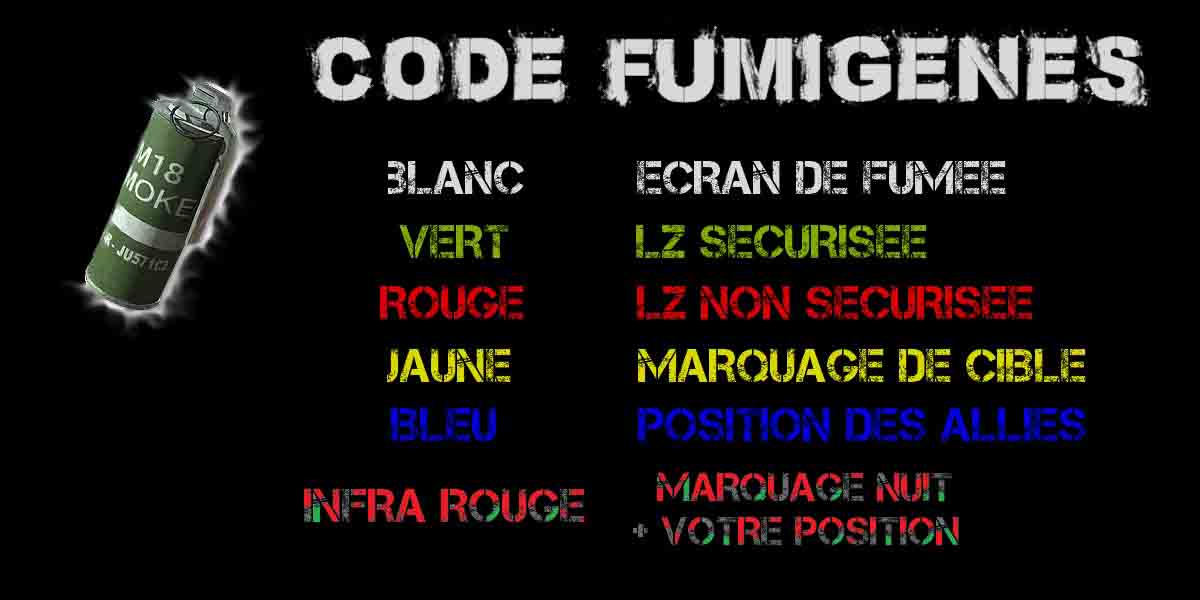 CODE FUMIGENES
M18
SMOKE
BLANC ECRAN DE FUMEE
VERT LZ SECURISEE
ROUGE LZ NON SECURISEE
JAUNE MARQUAGE DE CIBLE
BLEU POSITION DES ALLIES
INFRA ROUGE MARQUAGE NUIT
+ VOTRE POSITION